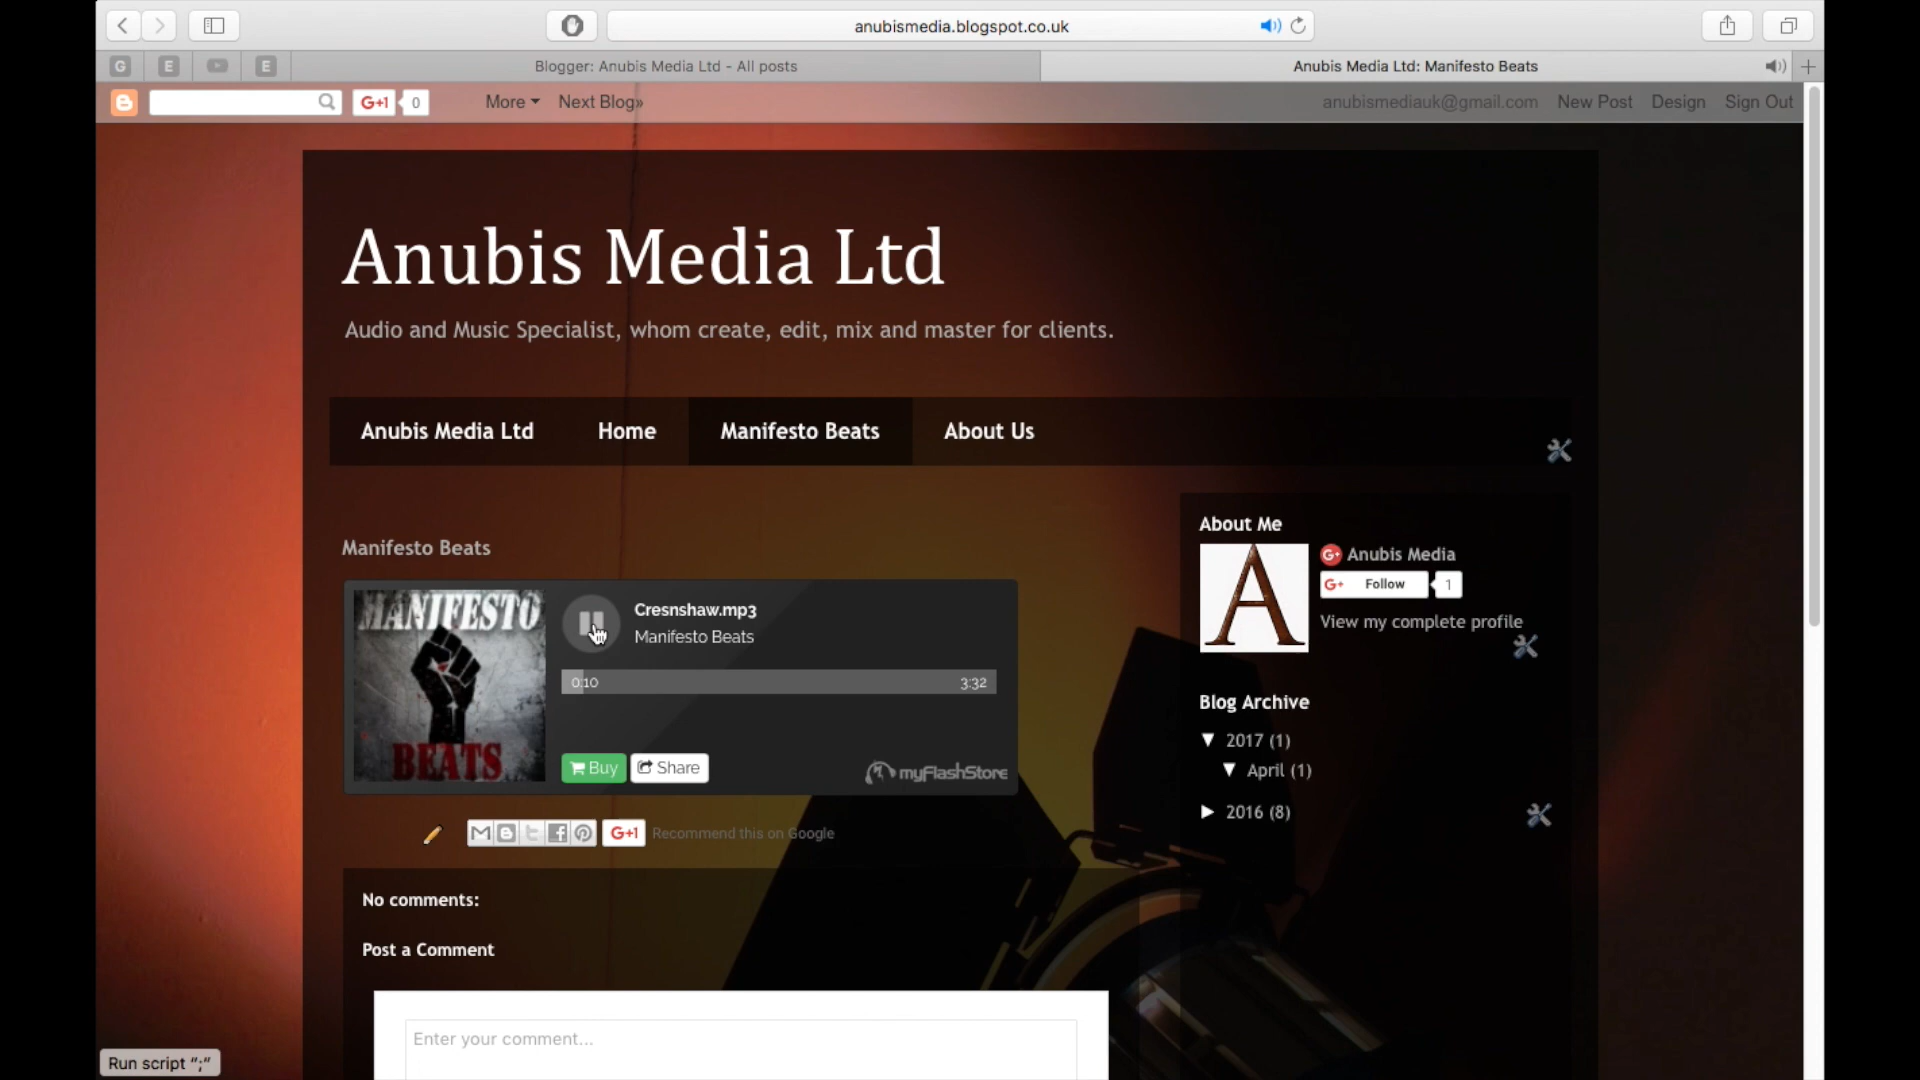 anubismedia.blogspot.co.uk
G
E
E
Blogger: Anubis Media Ltd - All posts
Anubis Media Ltd: Manifesto Beats
G+1
0
More
Next Blog»
anubismediauk@gmail.com
New Post
Design
Sign Out
Anubis Media Ltd
Audio and Music Specialist, whom create, edit, mix and master for clients.
Anubis Media Ltd
Home
Manifesto Beats
About Us
Manifesto Beats
MANIFESTO
BEATS
Cresnshaw.mp3
Manifesto Beats
0:10
3:32
Buy
Share
myFlashStore
G+1
Recommend this on Google
No comments:
Post a Comment
Enter your comment...
About Me
A
G+ Anubis Media
G+ Follow
1
View my complete profile
Blog Archive
▼ 2017 (1)
▼ April (1)
► 2016 (8)
Run script ";"